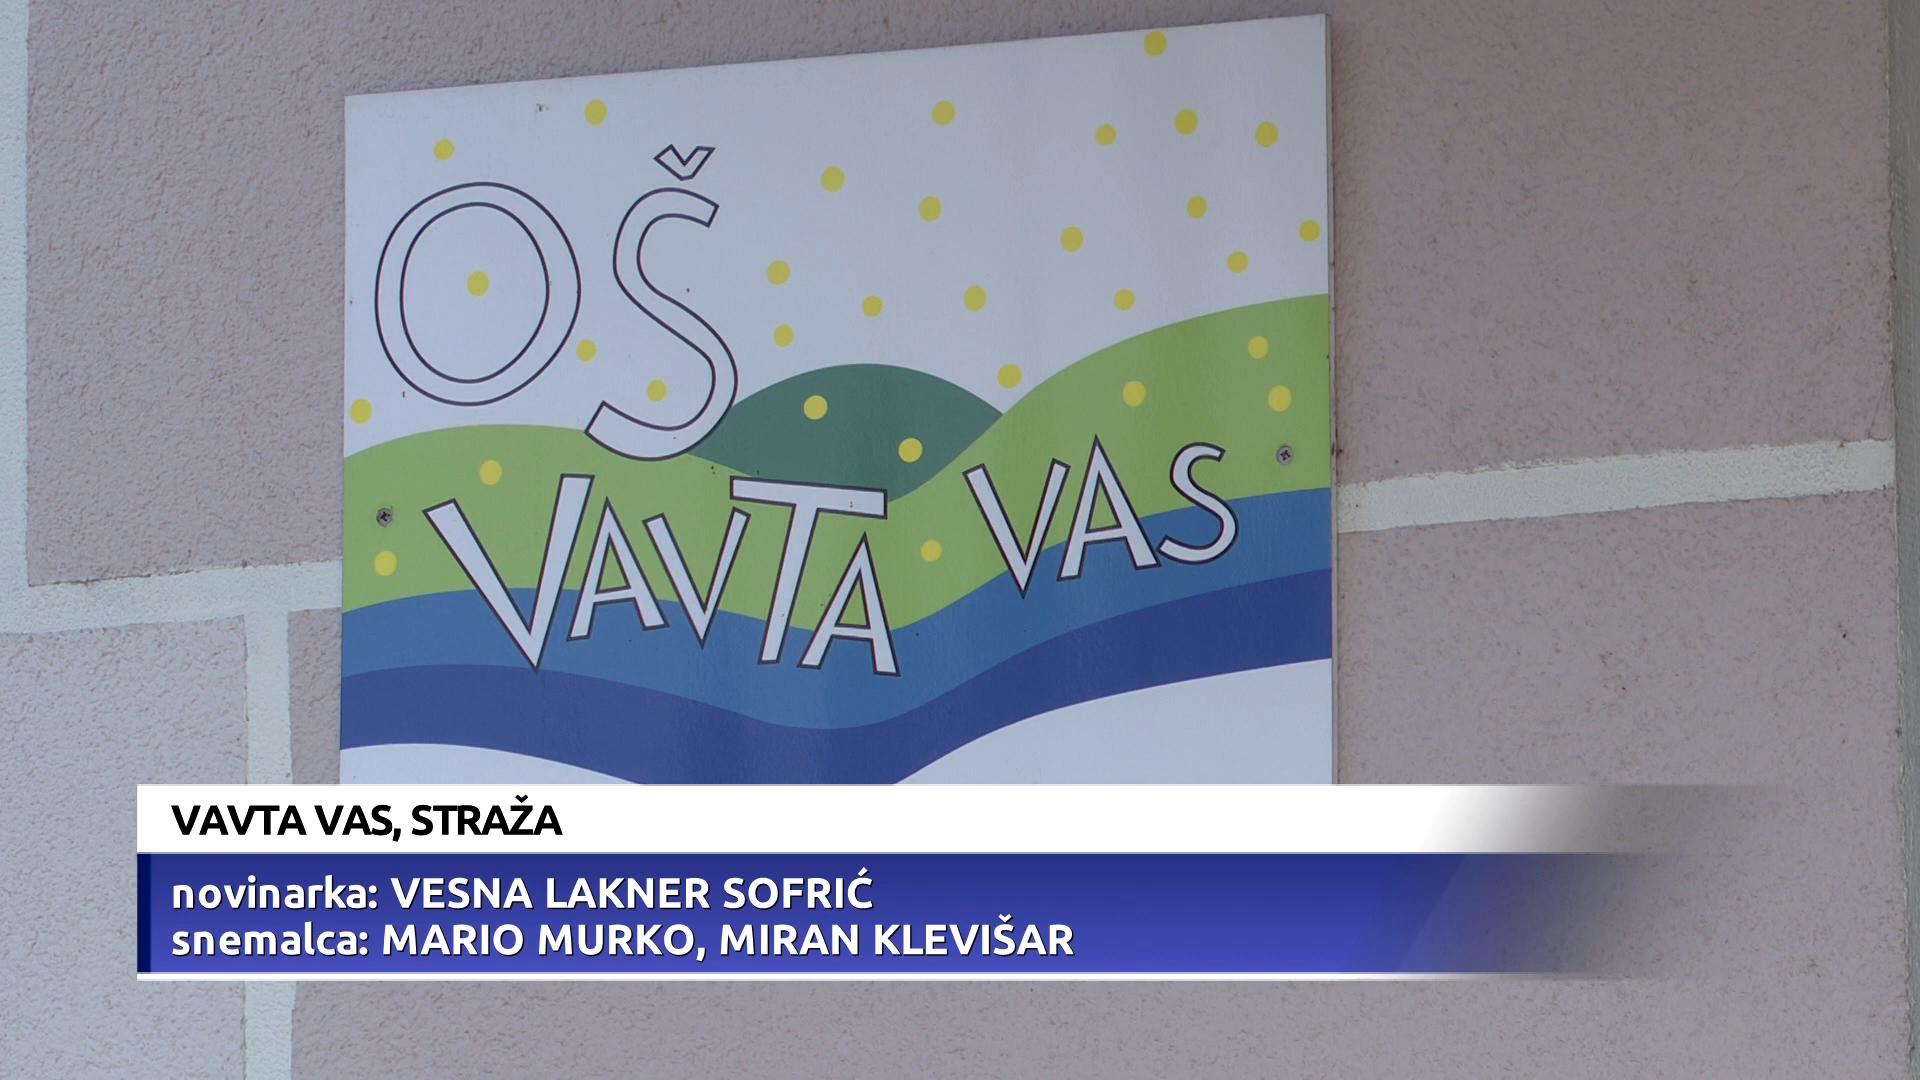 OŠ
VAVTA VAS
VAVTA VAS, STRAŽA
novinarka: VESNA LAKNER SOFRIĆ
snemalca: MARIO MURKO, MIRAN KLEVIŠAR